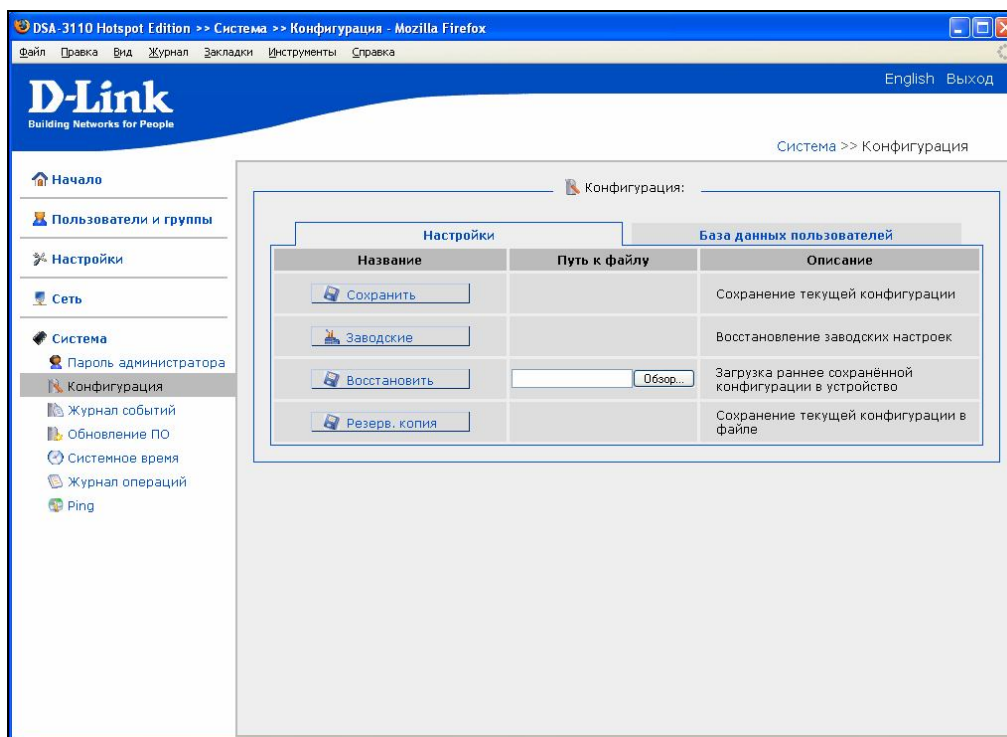 DSA-3110 Hotspot Edition >> Система >> Конфигурация - Mozilla Firefox
Файл Правка Вид Журнал Закладки Инструменты Справка
English Выход
D-Link
Building Networks for People
Система >> Конфигурация
Начало
Пользователи и группы
Настройки
Сеть
Система
Пароль администратора
Конфигурация
Журнал событий
Обновление ПО
Системное время
Журнал операций
Ping
Конфигурация:
Настройки База данных пользователей
Название Путь к файлу Описание
Сохранить Сохранение текущей конфигурации
Заводские Восстановление заводских настроек
Восстановить Обзор... Загрузка раннее сохранённой
конфигурации в устройство
Резерв. копия Сохранение текущей конфигурации в
файле